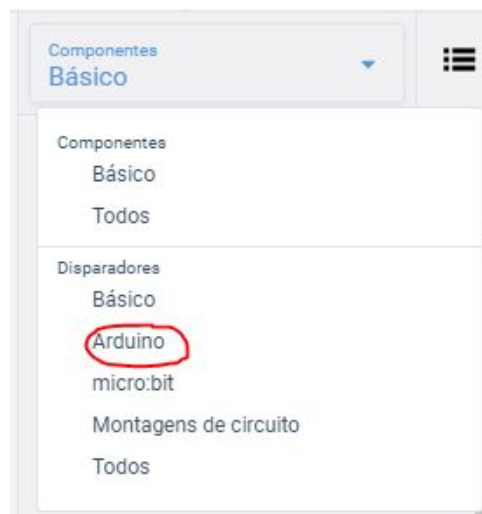 Componentes
Básico
Componentes
Básico
Todos
Disparadores
Básico
Arduino
micro:bit
Montagens de circuito
Todos